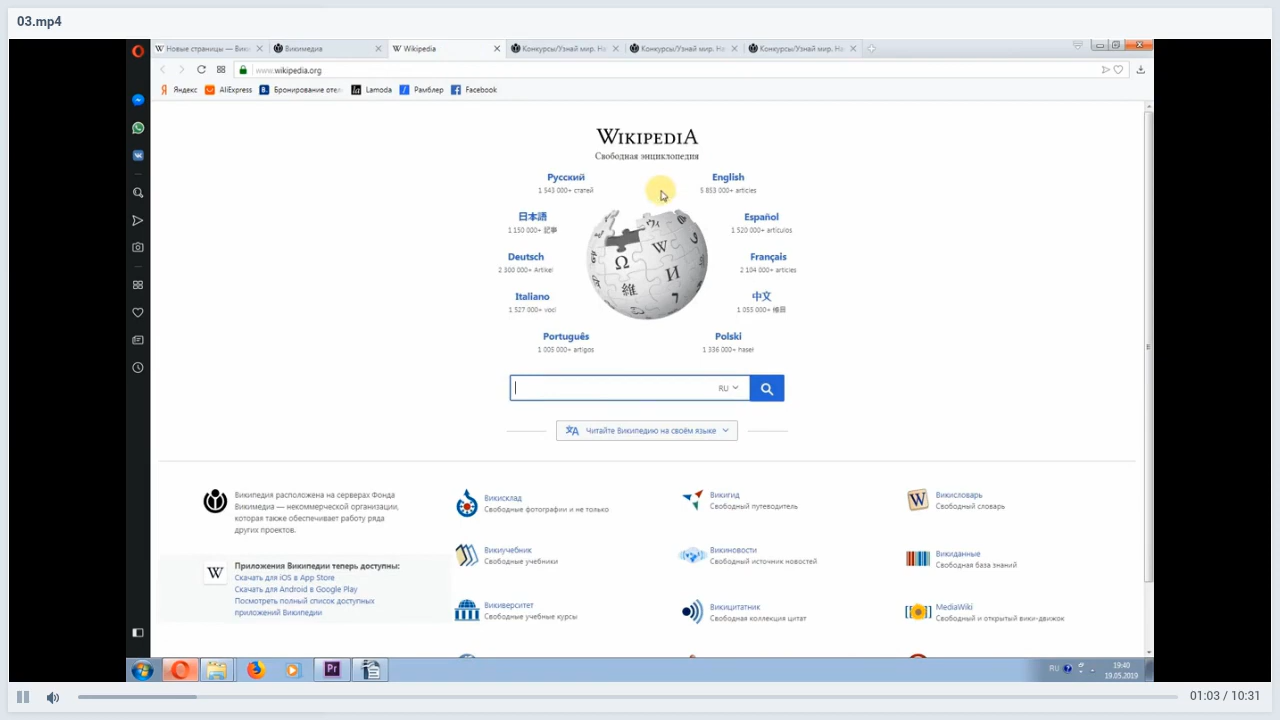 03.mp4
Новые страницы — Вик
Викимедиа
Wikipedia
Конкурсы/Узнай мир. На
Конкурсы/Узнай мир. На
Конкурсы/Узнай мир. На
www.wikipedia.org
Яндекс
AliExpress
Бронирование оте
Lamoda
Рамблер
Facebook
WIKIPEDIA
Свободная энциклопедия
Русский
1 543 000+ статей
English
5 853 000+ articles
日本語
1 150 000+ 記事
Español
1 520 000+ artículos
Deutsch
2 300 000+ Artikel
Français
2 104 000+ articles
Italiano
1 527 000+ voci
中文
1 055 000+ 條目
Português
1 005 000+ artigos
Polski
1 336 000+ haseł
RU
Читайте Википедию на своём языке
Википедия расположена на серверах Фонда
Викимедиа — некоммерческой организации,
которая также обеспечивает работу ряда
других проектов.
Приложения Википедии теперь доступны:
Скачать для iOS в App Store
Скачать для Android в Google Play
Посмотреть полный список доступных
приложений Википедии
Викисклад
Свободные фотографии и не только
Викигид
Свободный путеводитель
Викисловарь
Свободный словарь
Викиучебник
Свободные учебники
Викиновости
Свободный источник новостей
Викиданные
Свободная база знаний
Викиверситет
Свободные учебные курсы
Викицитатник
Свободная коллекция цитат
MediaWiki
Свободный и открытый вики-движок
RU
19:40
19.05.2019
01:03 / 10:31